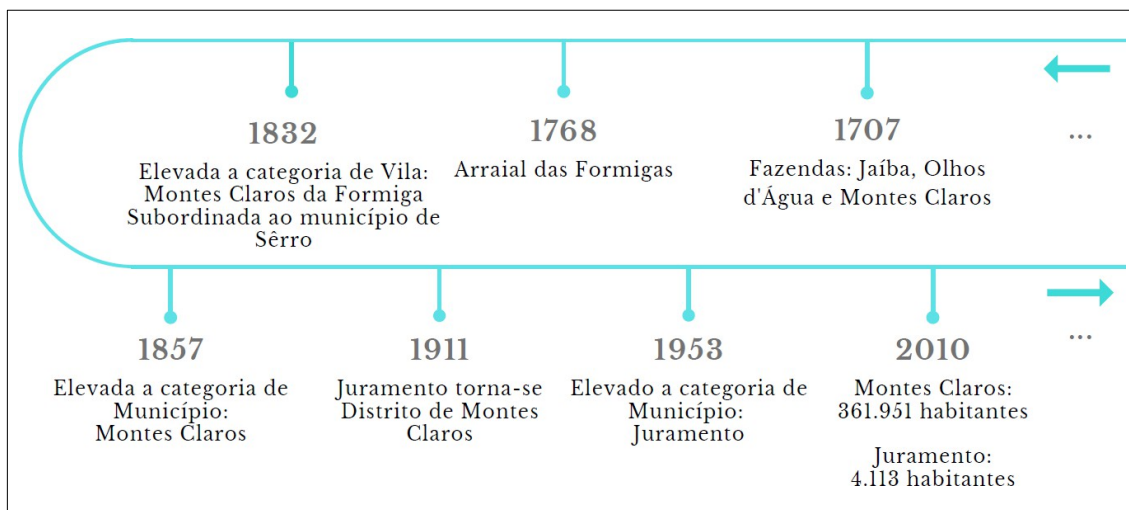 1832
Elevada a categoria de Vila:
Montes Claros da Formiga
Subordinada ao município de
Sêrro
1768
Arraial das Formigas
1707
Fazendas: Jaíba, Olhos
d'Água e Montes Claros
...
1857
Elevada a categoria de
Município:
Montes Claros
1911
Juramento torna-se
Distrito de Montes
Claros
1953
Elevado a categoria de
Município:
Juramento
2010
Montes Claros:
361.951 habitantes
Juramento:
4.113 habitantes
...